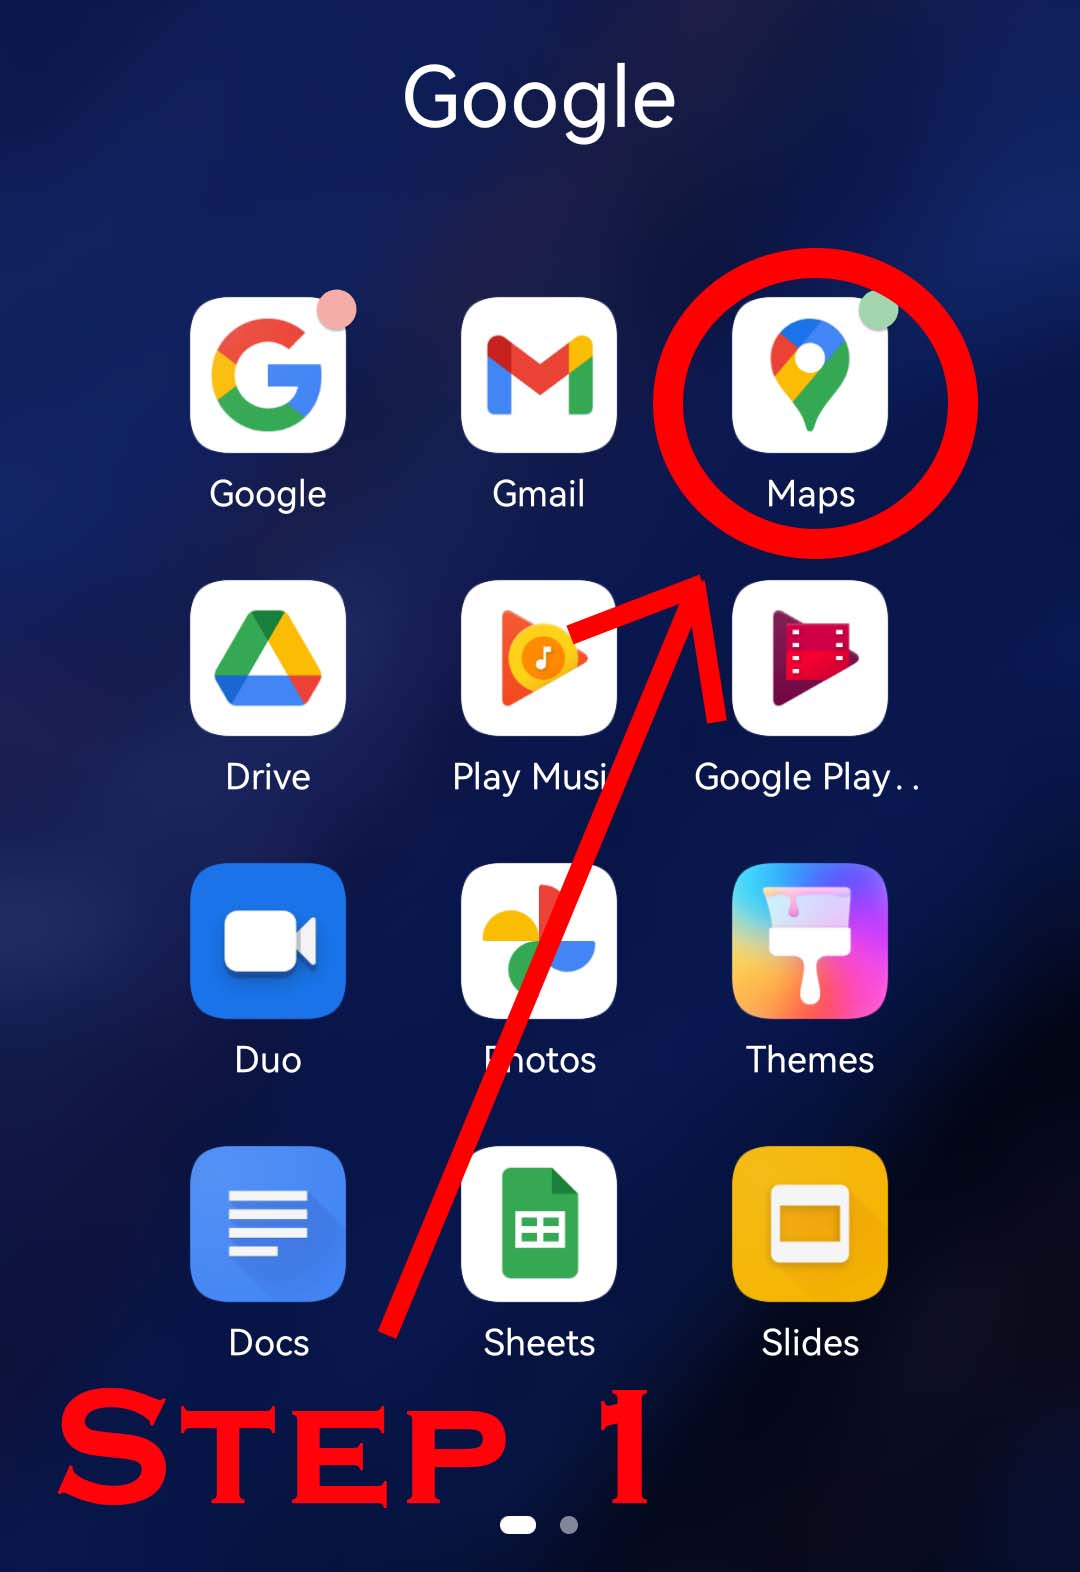 Google
Google Gmail Maps
Drive Play Musi Google Play..
Duo Photos Themes
Docs Sheets Slides
STEP 1